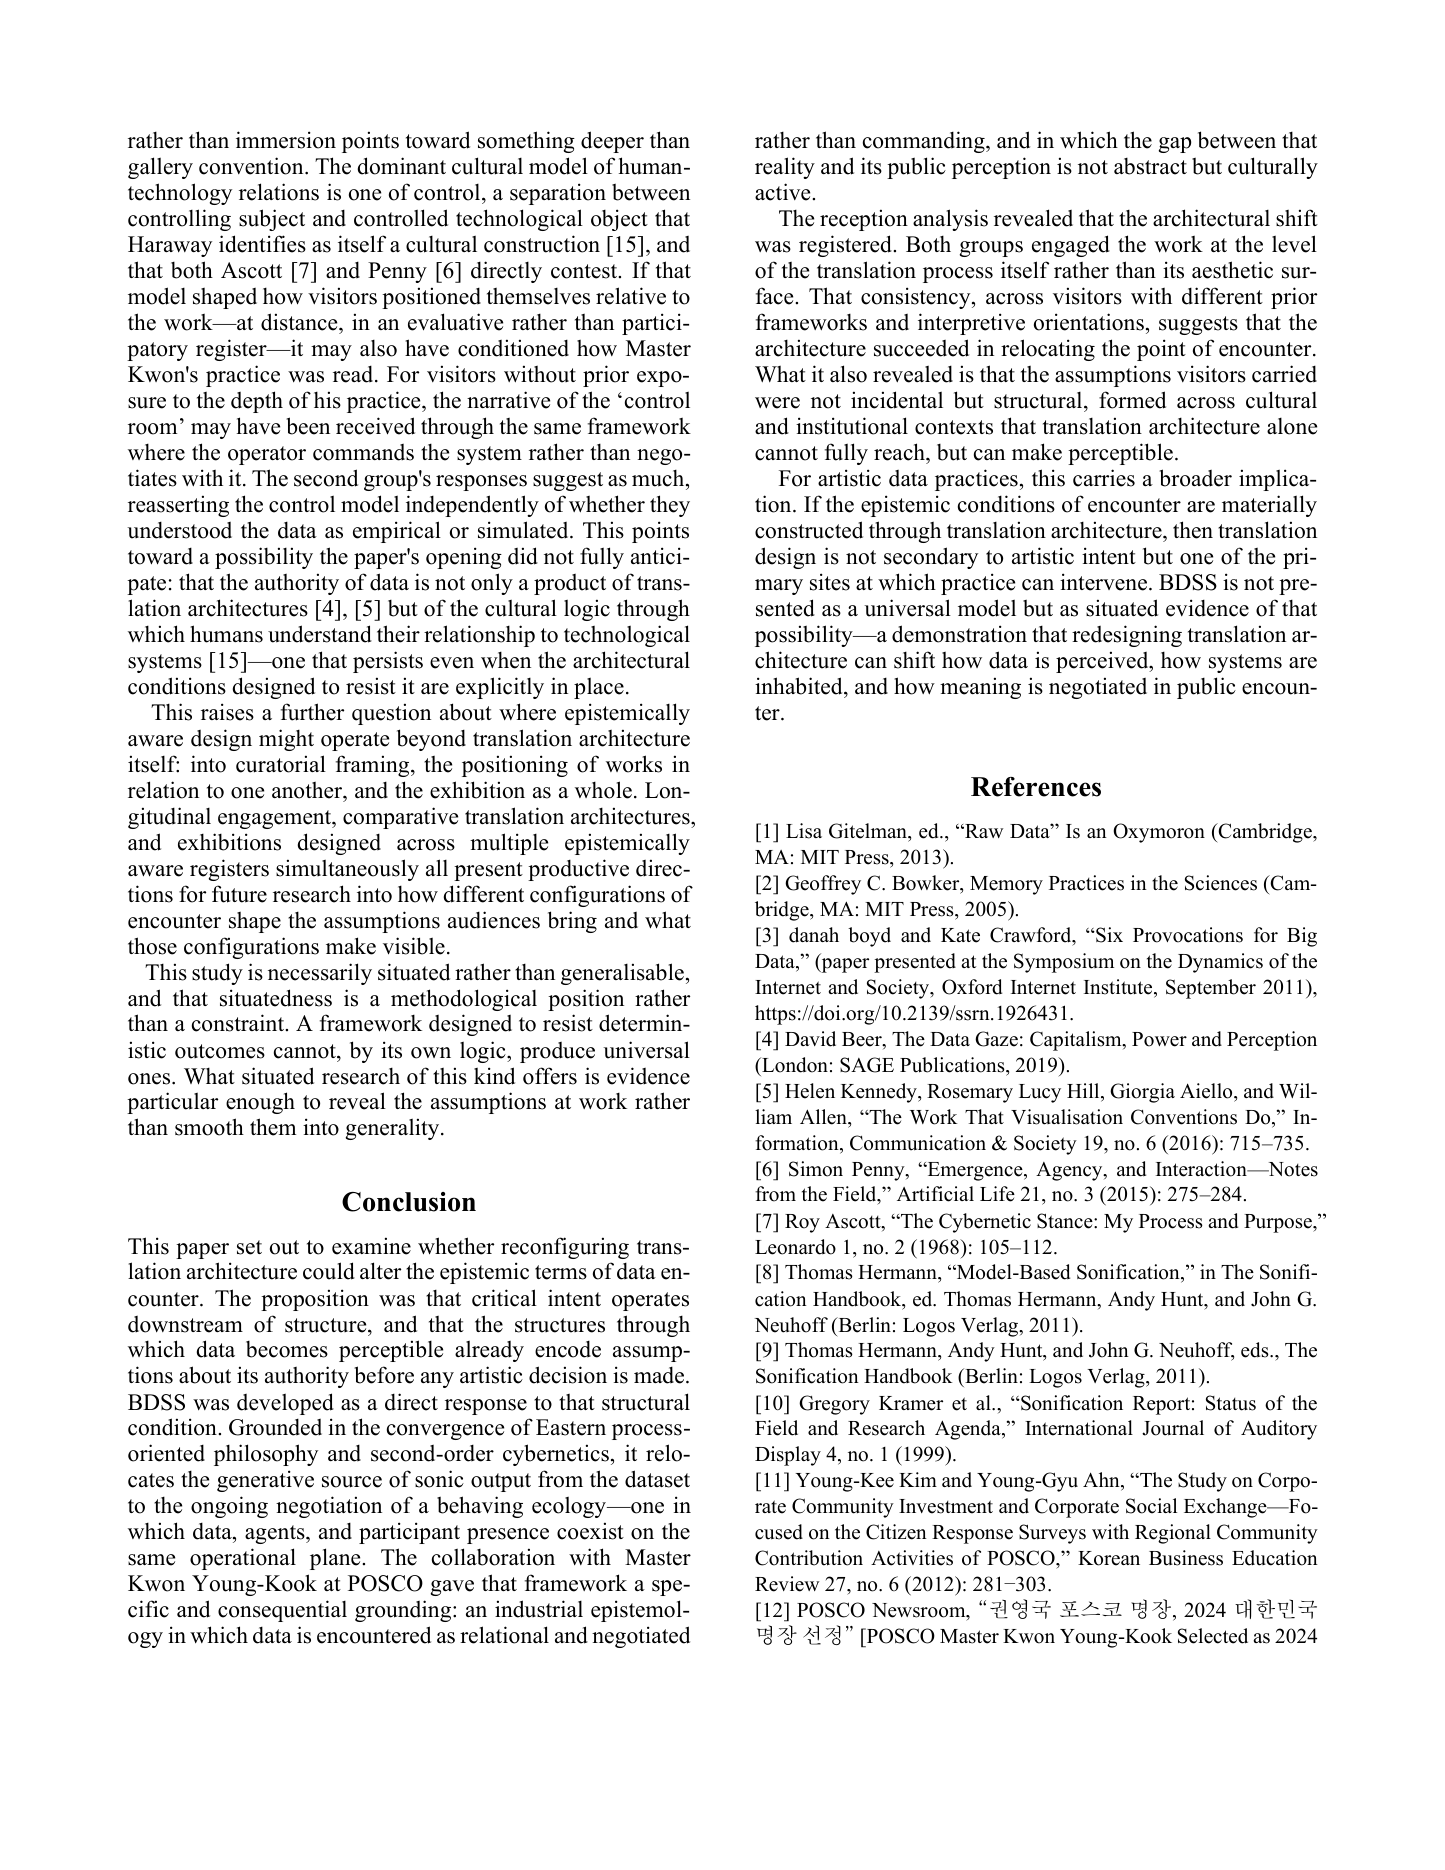 rather than immersion points toward something deeper than
gallery convention. The dominant cultural model of human-
technology relations is one of control, a separation between
controlling subject and controlled technological object that
Haraway identifies as itself a cultural construction [15], and
that both Ascott [7] and Penny [6] directly contest. If that
model shaped how visitors positioned themselves relative to
the work—at distance, in an evaluative rather than partici-
patory register—it may also have conditioned how Master
Kwon's practice was read. For visitors without prior expo-
sure to the depth of his practice, the narrative of the ‘control
room’ may have been received through the same framework
where the operator commands the system rather than nego-
tiates with it. The second group's responses suggest as much,
reasserting the control model independently of whether they
understood the data as empirical or simulated. This points
toward a possibility the paper's opening did not fully antici-
pate: that the authority of data is not only a product of trans-
lation architectures [4], [5] but of the cultural logic through
which humans understand their relationship to technological
systems [15]—one that persists even when the architectural
conditions designed to resist it are explicitly in place.
This raises a further question about where epistemically
aware design might operate beyond translation architecture
itself: into curatorial framing, the positioning of works in
relation to one another, and the exhibition as a whole. Lon-
gitudinal engagement, comparative translation architectures,
and exhibitions designed across multiple epistemically
aware registers simultaneously all present productive direc-
tions for future research into how different configurations of
encounter shape the assumptions audiences bring and what
those configurations make visible.
This study is necessarily situated rather than generalisable,
and that situatedness is a methodological position rather
than a constraint. A framework designed to resist determin-
istic outcomes cannot, by its own logic, produce universal
ones. What situated research of this kind offers is evidence
particular enough to reveal the assumptions at work rather
than smooth them into generality.
Conclusion
This paper set out to examine whether reconfiguring trans-
lation architecture could alter the epistemic terms of data en-
counter. The proposition was that critical intent operates
downstream of structure, and that the structures through
which data becomes perceptible already encode assump-
tions about its authority before any artistic decision is made.
BDSS was developed as a direct response to that structural
condition. Grounded in the convergence of Eastern process-
oriented philosophy and second-order cybernetics, it relo-
cates the generative source of sonic output from the dataset
to the ongoing negotiation of a behaving ecology—one in
which data, agents, and participant presence coexist on the
same operational plane. The collaboration with Master
Kwon Young-Kook at POSCO gave that framework a spe-
cific and consequential grounding: an industrial epistemol-
ogy in which data is encountered as relational and negotiated
rather than commanding, and in which the gap between that
reality and its public perception is not abstract but culturally
active.
The reception analysis revealed that the architectural shift
was registered. Both groups engaged the work at the level
of the translation process itself rather than its aesthetic sur-
face. That consistency, across visitors with different prior
frameworks and interpretive orientations, suggests that the
architecture succeeded in relocating the point of encounter.
What it also revealed is that the assumptions visitors carried
were not incidental but structural, formed across cultural
and institutional contexts that translation architecture alone
cannot fully reach, but can make perceptible.
For artistic data practices, this carries a broader implica-
tion. If the epistemic conditions of encounter are materially
constructed through translation architecture, then translation
design is not secondary to artistic intent but one of the pri-
mary sites at which practice can intervene. BDSS is not pre-
sented as a universal model but as situated evidence of that
possibility—a demonstration that redesigning translation ar-
chitecture can shift how data is perceived, how systems are
inhabited, and how meaning is negotiated in public encoun-
ter.
References
[1] Lisa Gitelman, ed., “Raw Data” Is an Oxymoron (Cambridge,
MA: MIT Press, 2013).
[2] Geoffrey C. Bowker, Memory Practices in the Sciences (Cam-
bridge, MA: MIT Press, 2005).
[3] danah boyd and Kate Crawford, “Six Provocations for Big
Data,” (paper presented at the Symposium on the Dynamics of the
Internet and Society, Oxford Internet Institute, September 2011),
https://doi.org/10.2139/ssrn.1926431.
[4] David Beer, The Data Gaze: Capitalism, Power and Perception
(London: SAGE Publications, 2019).
[5] Helen Kennedy, Rosemary Lucy Hill, Giorgia Aiello, and Wil-
liam Allen, “The Work That Visualisation Conventions Do,” In-
formation, Communication & Society 19, no. 6 (2016): 715–735.
[6] Simon Penny, “Emergence, Agency, and Interaction—Notes
from the Field,” Artificial Life 21, no. 3 (2015): 275–284.
[7] Roy Ascott, “The Cybernetic Stance: My Process and Purpose,”
Leonardo 1, no. 2 (1968): 105–112.
[8] Thomas Hermann, “Model-Based Sonification,” in The Sonifi-
cation Handbook, ed. Thomas Hermann, Andy Hunt, and John G.
Neuhoff (Berlin: Logos Verlag, 2011).
[9] Thomas Hermann, Andy Hunt, and John G. Neuhoff, eds., The
Sonification Handbook (Berlin: Logos Verlag, 2011).
[10] Gregory Kramer et al., “Sonification Report: Status of the
Field and Research Agenda,” International Journal of Auditory
Display 4, no. 1 (1999).
[11] Young-Kee Kim and Young-Gyu Ahn, “The Study on Corpo-
rate Community Investment and Corporate Social Exchange—Fo-
cused on the Citizen Response Surveys with Regional Community
Contribution Activities of POSCO,” Korean Business Education
Review 27, no. 6 (2012): 281−303.
[12] POSCO Newsroom, “권영국 포스코 명장, 2024 대한민국
명장 선정” [POSCO Master Kwon Young-Kook Selected as 2024